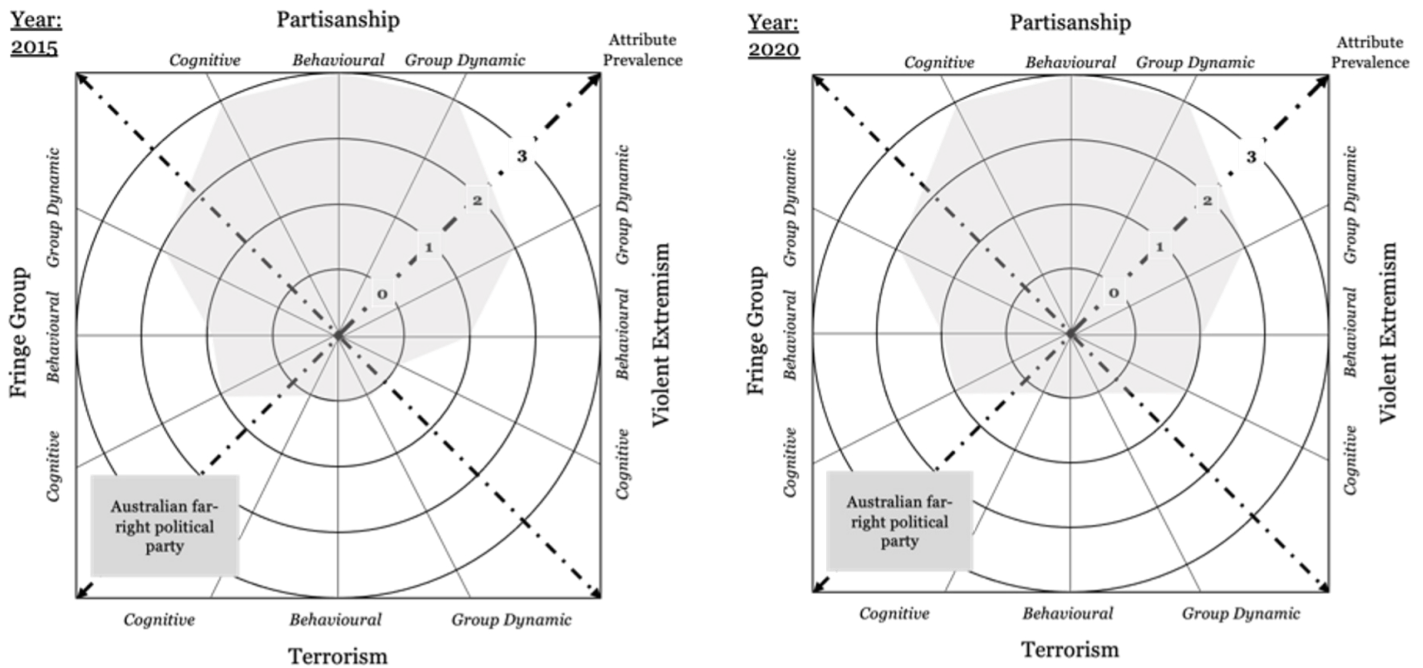 Year:
2015
Partisanship
Cognitive
Behavioural
Group Dynamic
Attribute
Prevalence
3
2
1
0
Group Dynamic
Behavioural
Cognitive
Fringe Group
Group Dynamic
Behavioural
Cognitive
Violent Extremism
Australian far-
right political
party
Cognitive
Behavioural
Group Dynamic
Terrorism
Year:
2020
Partisanship
Cognitive
Behavioural
Group Dynamic
Attribute
Prevalence
3
2
1
0
Group Dynamic
Behavioural
Cognitive
Fringe Group
Group Dynamic
Behavioural
Cognitive
Violent Extremism
Australian far-
right political
party
Cognitive
Behavioural
Group Dynamic
Terrorism